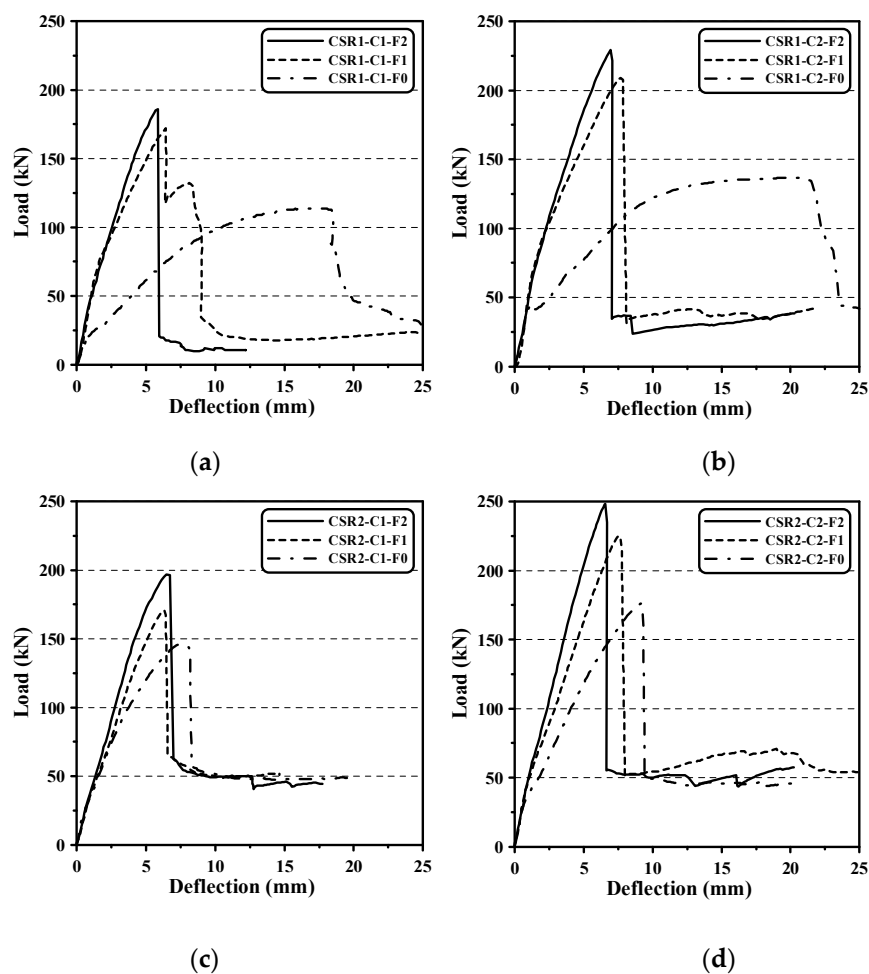 250
200
150
100
50
0
Load (kN)
CSR1-C1-F2
CSR1-C1-F1
CSR1-C1-F0
0 5 10 15 20 25
Deflection (mm)
(a)
250
200
150
100
50
0
Load (kN)
CSR1-C2-F2
CSR1-C2-F1
CSR1-C2-F0
0 5 10 15 20 25
Deflection (mm)
(b)
250
200
150
100
50
0
Load (kN)
CSR2-C1-F2
CSR2-C1-F1
CSR2-C1-F0
0 5 10 15 20 25
Deflection (mm)
(c)
250
200
150
100
50
0
Load (kN)
CSR2-C2-F2
CSR2-C2-F1
CSR2-C2-F0
0 5 10 15 20 25
Deflection (mm)
(d)